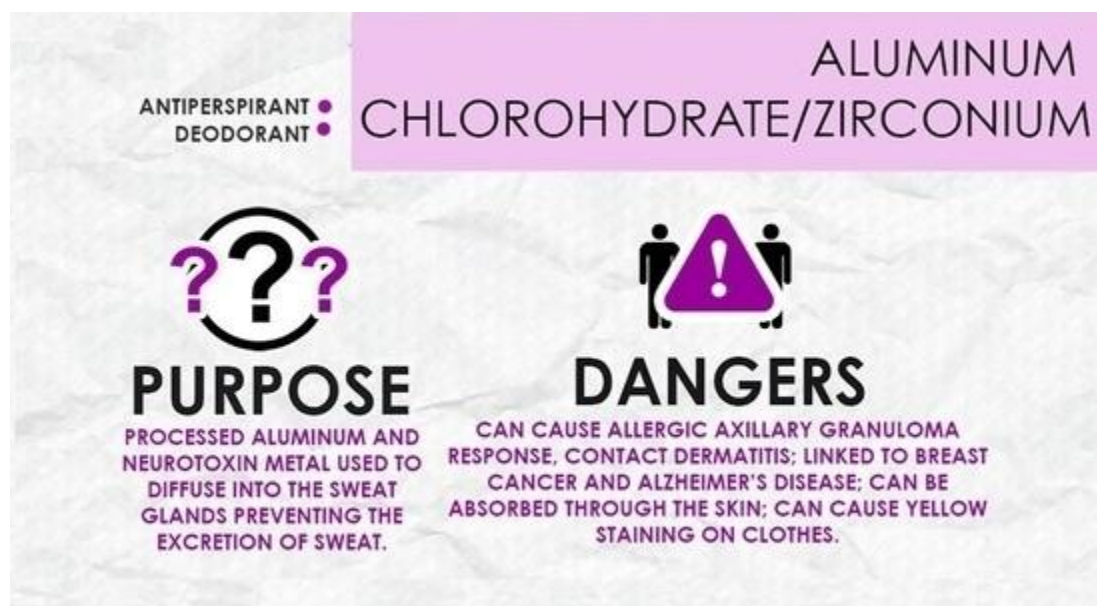 ANTIPERSPIRANT
DEODORANT
ALUMINUM
CHLOROHYDRATE/ZIRCONIUM
? ? ?
PURPOSE
PROCESSED ALUMINUM AND
NEUROTOXIN METAL USED TO
DIFFUSE INTO THE SWEAT
GLANDS PREVENTING THE
EXCRETION OF SWEAT.
!
DANGERS
CAN CAUSE ALLERGIC AXILLARY GRANULOMA
RESPONSE, CONTACT DERMATITIS; LINKED TO BREAST
CANCER AND ALZHEIMER'S DISEASE; CAN BE
ABSORBED THROUGH THE SKIN; CAN CAUSE YELLOW
STAINING ON CLOTHES.